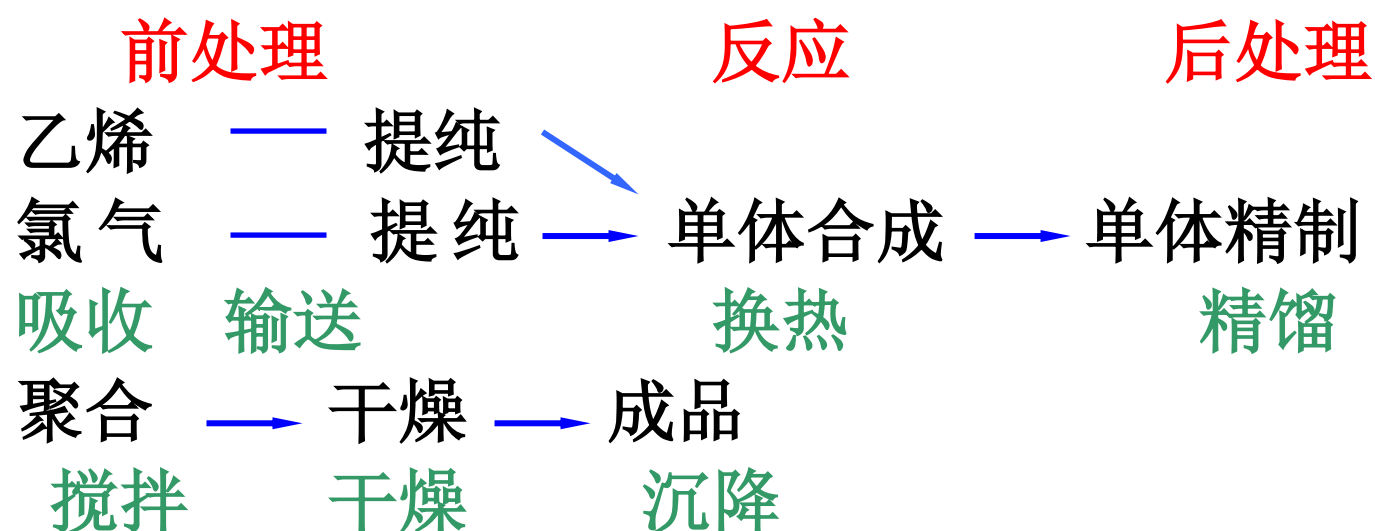 前处理 反应 后处理
乙烯 提纯
氯气 提纯 单体合成 单体精制
吸收 输送 换热 精馏
聚合 干燥 成品
搅拌 干燥 沉降